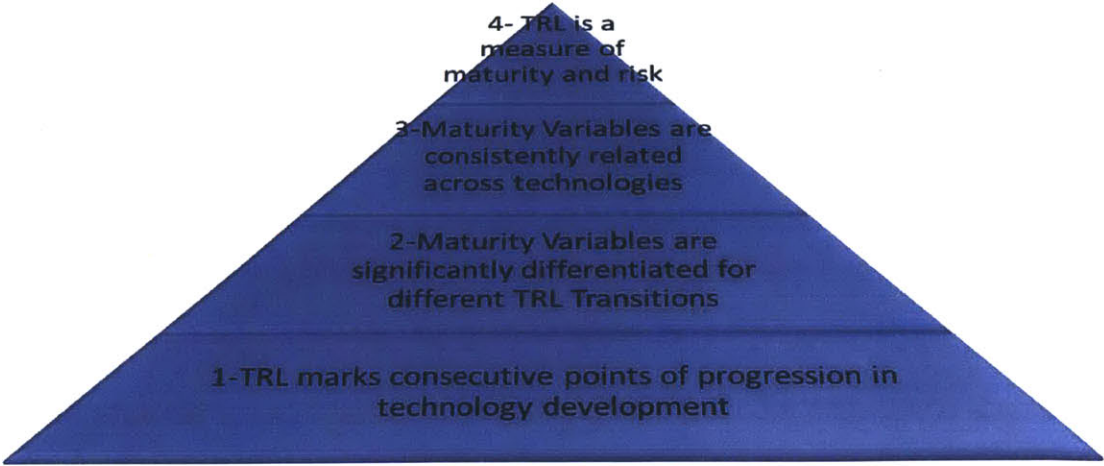 4- TRL is a
measure of
maturity and risk
3-Maturity Variables are
consistently related
across technologies
2-Maturity Variables are
significantly differentiated for
different TRL Transitions
1-TRL marks consecutive points of progression in
technology development